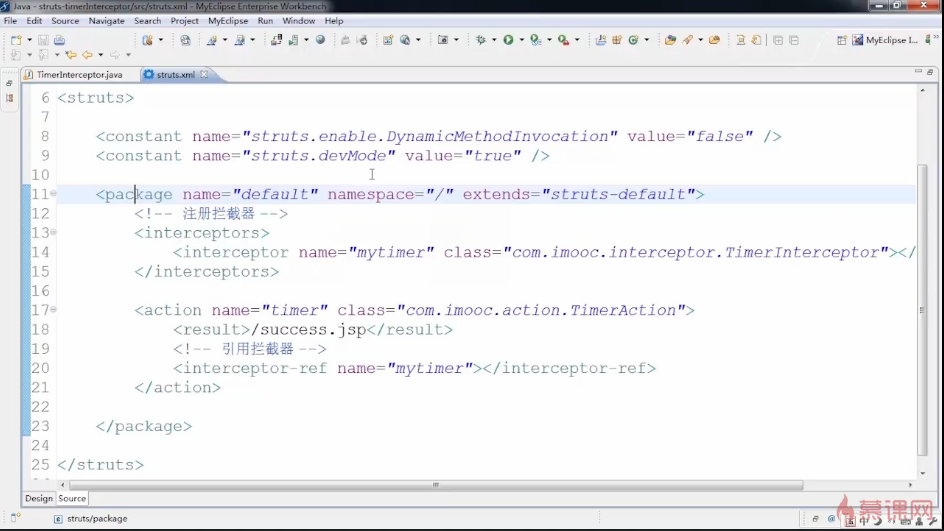 Java - struts-timerInterceptor/src/struts.xml - MyEclipse Enterprise Workbench
File Edit Source Navigate Search Project MyEclipse Run Window Help
MyEclipse I...
TimerInterceptor.java struts.xml
6 <struts>
7
8 <constant name="struts.enable.DynamicMethodInvocation" value="false" />
9 <constant name="struts.devMode" value="true" />
10
11 <package name="default" namespace="/" extends="struts-default">
12 <!-- 注册拦截器 -->
13 <interceptors>
14 <interceptor name="mytimer" class="com.imooc.interceptor.TimerInterceptor"></
15 </interceptors>
16
17 <action name="timer" class="com.imooc.action.TimerAction">
18 <result>/success.jsp</result>
19 <!-- 引用拦截器 -->
20 <interceptor-ref name="mytimer"></interceptor-ref>
21 </action>
22
23 </package>
24
25 </struts>
Design Source
struts/package
慕课网